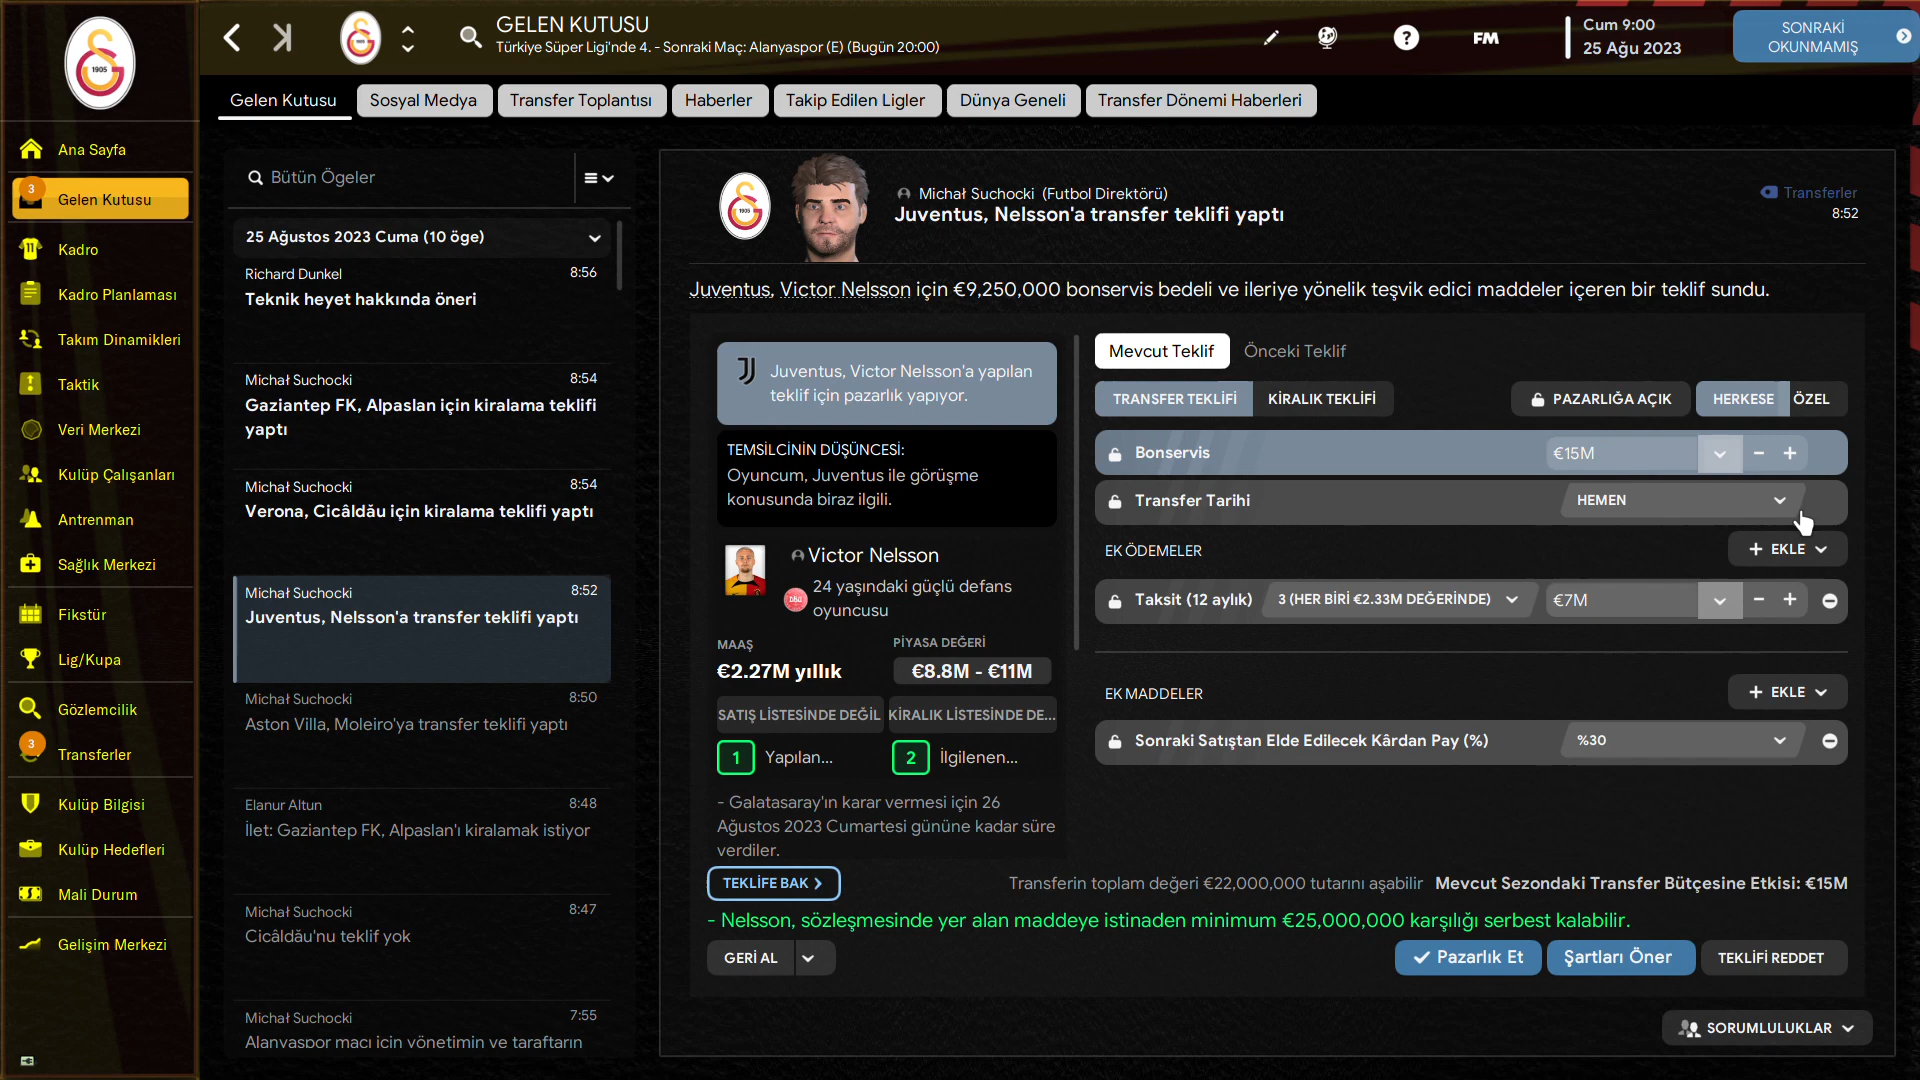 GELEN KUTUSU
Türkiye Süper Ligi'nde 4. - Sonraki Maç: Alanyaspor (E) (Bugün 20:00)
FM
Cum 9:00
25 Ağu 2023
SONRAKİ
OKUNMAMIŞ
1905
Gelen Kutusu
Sosyal Medya
Transfer Toplantısı
Haberler
Takip Edilen Ligler
Dünya Geneli
Transfer Dönemi Haberleri
Ana Sayfa
3
Gelen Kutusu
Kadro
Kadro Planlaması
Takım Dinamikleri
Taktik
Veri Merkezi
Kulüp Çalışanları
Antrenman
Sağlık Merkezi
Fikstür
Lig/Kupa
Gözlemcilik
3
Transferler
Kulüp Bilgisi
Kulüp Hedefleri
Mali Durum
Gelişim Merkezi
Bütün Ögeler
25 Ağustos 2023 Cuma (10 öge)
Richard Dunkel 8:56
Teknik heyet hakkında öneri
Michał Suchocki 8:54
Gaziantep FK, Alpaslan için kiralama teklifi
yaptı
Michał Suchocki 8:54
Verona, Cicâldău için kiralama teklifi yaptı
Michał Suchocki 8:52
Juventus, Nelsson'a transfer teklifi yaptı
Michał Suchocki 8:50
Aston Villa, Moleiro'ya transfer teklifi yaptı
Elanur Altun 8:48
İlet: Gaziantep FK, Alpaslan'ı kiralamak istiyor
Michał Suchocki 8:47
Cicâldău'nu teklif yok
Michał Suchocki 7:55
Alanyaspor maçı için yönetimin ve taraftarın
1905
Michał Suchocki (Futbol Direktörü)
Juventus, Nelsson'a transfer teklifi yaptı
Transferler
8:52
Juventus, Victor Nelsson için €9,250,000 bonservis bedeli ve ileriye yönelik teşvik edici maddeler içeren bir teklif sundu.
Juventus, Victor Nelsson'a yapılan
teklif için pazarlık yapıyor.
TEMSİLCİNİN DÜŞÜNCESİ:
Oyuncum, Juventus ile görüşme
konusunda biraz ilgili.
Victor Nelsson
24 yaşındaki güçlü defans
oyuncusu
MAAŞ
€2.27M yıllık
PİYASA DEĞERİ
€8.8M - €11M
SATIŞ LİSTESİNDE DEĞİL
KİRALIK LİSTESİNDE DE...
1 Yapılan...
2 İlgilenen...
- Galatasaray'ın karar vermesi için 26
Ağustos 2023 Cumartesi gününe kadar süre
verdiler.
Mevcut Teklif
Önceki Teklif
TRANSFER TEKLİFİ
KİRALIK TEKLİFİ
PAZARLIĞA AÇIK
HERKESE
ÖZEL
Bonservis €15M
Transfer Tarihi HEMEN
EK ÖDEMELER
EKLE
Taksit (12 aylık) 3 (HER BİRİ €2.33M DEĞERİNDE) €7M
EK MADDELER
EKLE
Sonraki Satıştan Elde Edilecek Kârdan Pay (%) %30
TEKLİFE BAK
Transferin toplam değeri €22,000,000 tutarını aşabilir
Mevcut Sezondaki Transfer Bütçesine Etkisi: €15M
- Nelsson, sözleşmesinde yer alan maddeye istinaden minimum €25,000,000 karşılığı serbest kalabilir.
GERİ AL
Pazarlık Et
Şartları Öner
TEKLİFİ REDDET
SORUMLULUKLAR